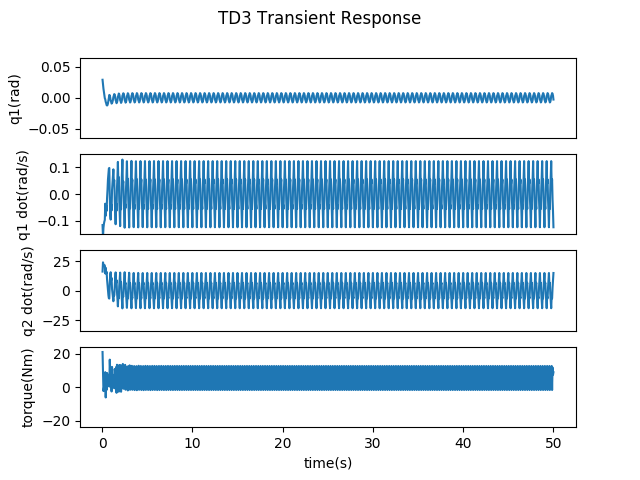 TD3 Transient Response
q1(rad)
0.05
0.00
−0.05
q1 dot(rad/s)
0.1
0.0
−0.1
q2 dot(rad/s)
25
0
−25
torque(Nm)
20
0
−20
0 10 20 30 40 50
time(s)